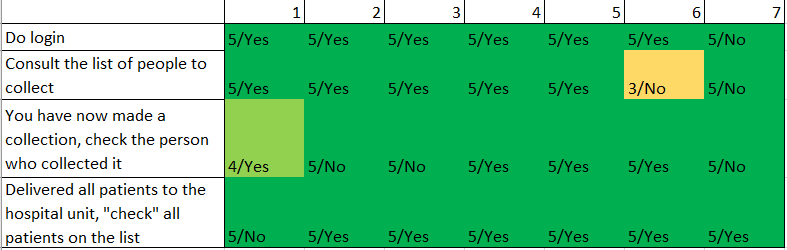 1 2 3 4 5 6 7
Do login 5/Yes 5/Yes 5/Yes 5/Yes 5/Yes 5/Yes 5/No
Consult the list of people to
collect 5/Yes 5/Yes 5/Yes 5/Yes 5/Yes 3/No 5/No
You have now made a
collection, check the person
who collected it 4/Yes 5/No 5/No 5/Yes 5/Yes 5/Yes 5/No
Delivered all patients to the
hospital unit, "check" all
patients on the list 5/No 5/Yes 5/Yes 5/Yes 5/Yes 5/Yes 5/Yes